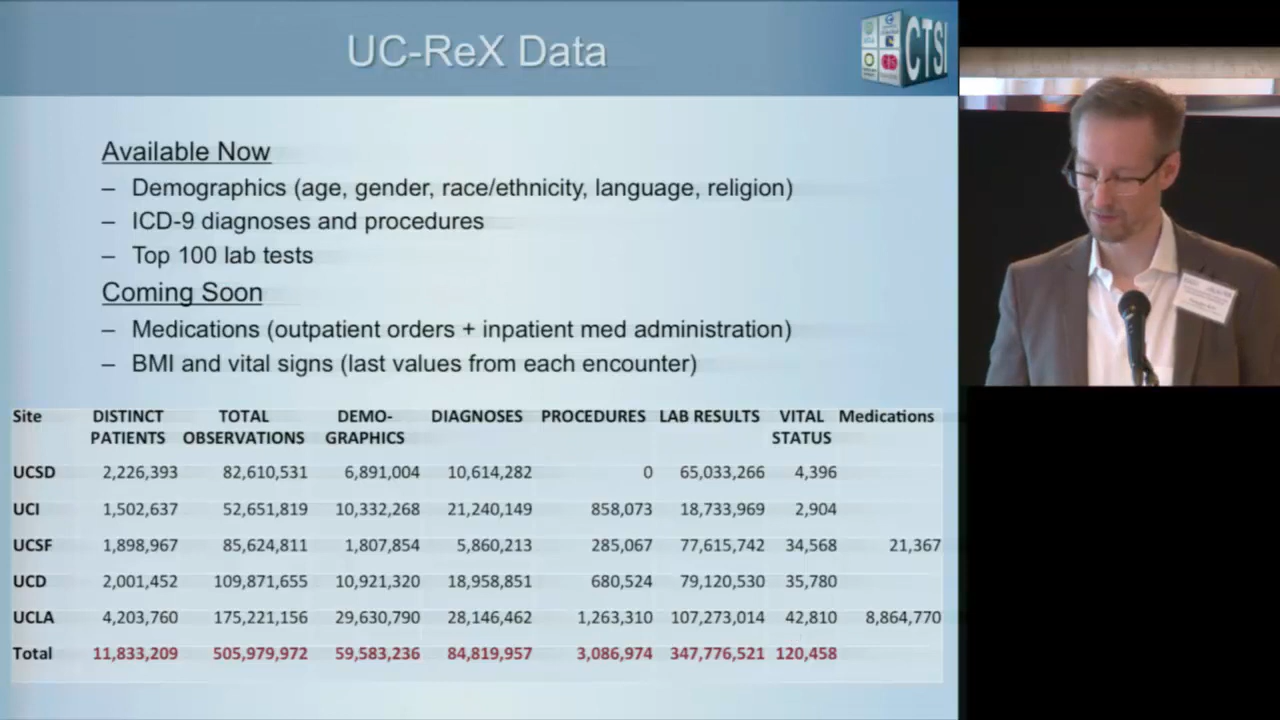 UC-ReX Data
CTSI
Available Now
– Demographics (age, gender, race/ethnicity, language, religion)
– ICD-9 diagnoses and procedures
– Top 100 lab tests
Coming Soon
– Medications (outpatient orders + inpatient med administration)
– BMI and vital signs (last values from each encounter)
Site DISTINCT PATIENTS TOTAL OBSERVATIONS DEMO-GRAPHICS DIAGNOSES PROCEDURES LAB RESULTS VITAL STATUS Medications
UCSD 2,226,393 82,610,531 6,891,004 10,614,282 0 65,033,266 4,396
UCI 1,502,637 52,651,819 10,332,268 21,240,149 858,073 18,733,969 2,904
UCSF 1,898,967 85,624,811 1,807,854 5,860,213 285,067 77,615,742 34,568 21,367
UCD 2,001,452 109,871,655 10,921,320 18,958,851 680,524 79,120,530 35,780
UCLA 4,203,760 175,221,156 29,630,790 28,146,462 1,263,310 107,273,014 42,810 8,864,770
Total 11,833,209 505,979,972 59,583,236 84,819,957 3,086,974 347,776,521 120,458